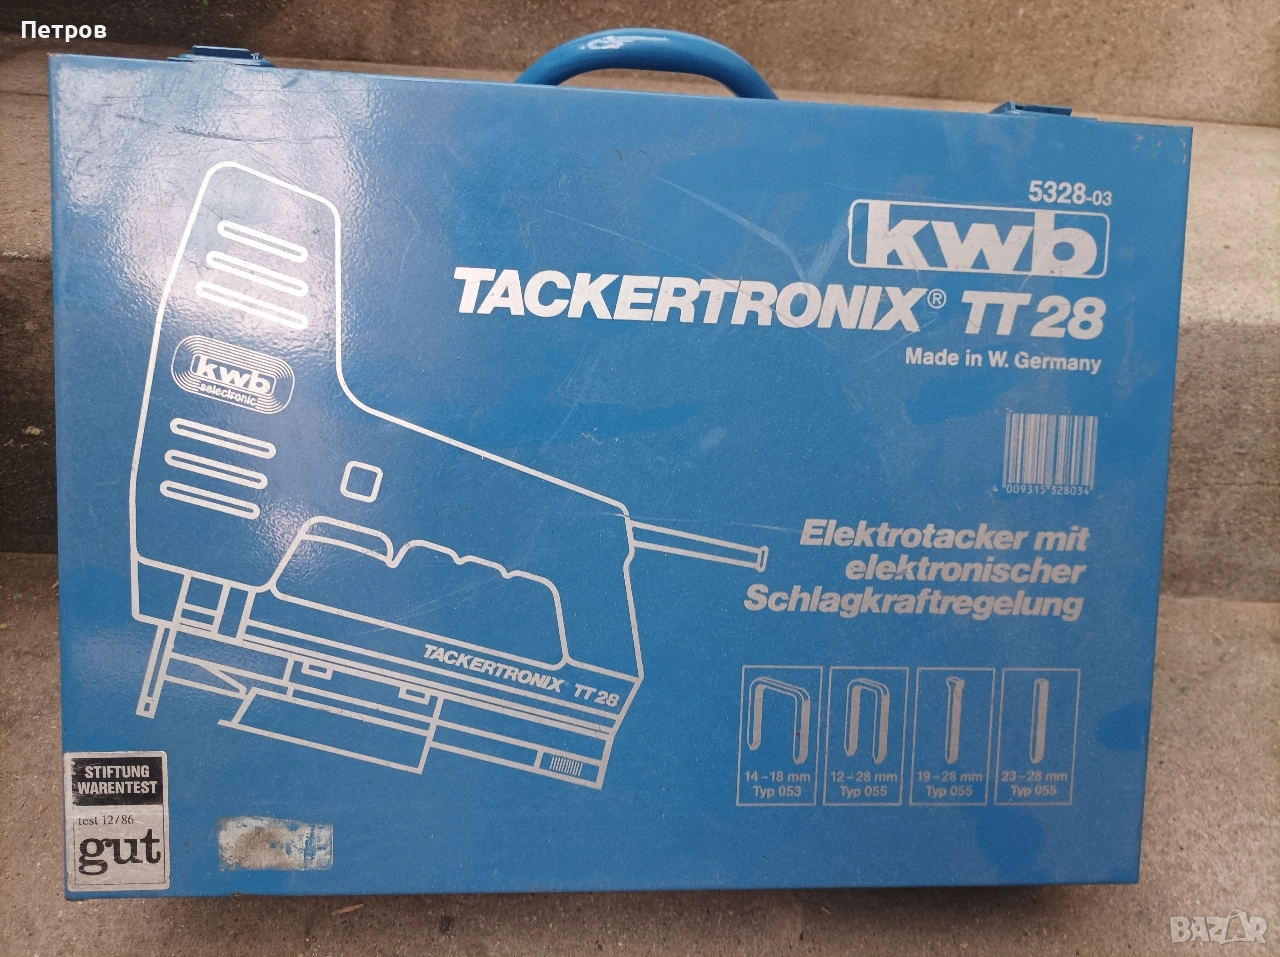 Петров
5328-03
kwb
TACKERTRONIX® TT 28
Made in W. Germany
kwb
selectronic
4 009315 328034
Elektrotacker mit
elektronischer
Schlagkraftregelung
TACKERTRONIX® TT 28
14-18 mm
Typ 053
12-28 mm
Typ 055
19-28 mm
Typ 055
23-28 mm
Typ 055
STIFTUNG
WARENTEST
test 12/86
gut
BAZAR